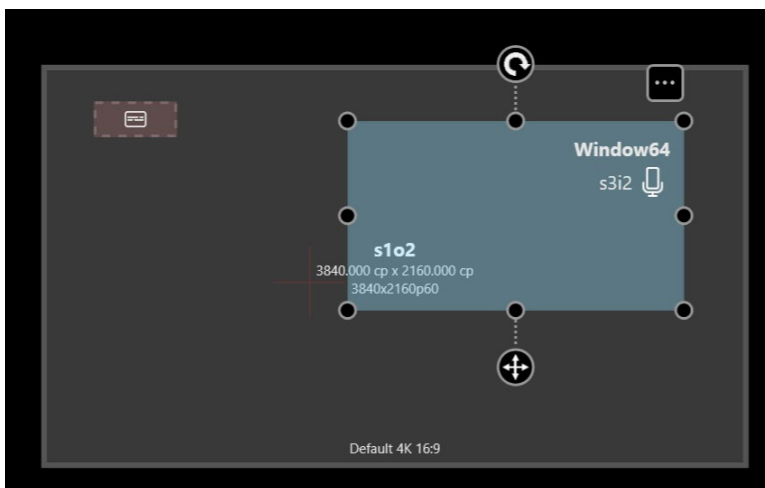 Window64
s3i2
s1o2
3840.000 cp x 2160.000 cp
3840x2160p60
Default 4K 16:9